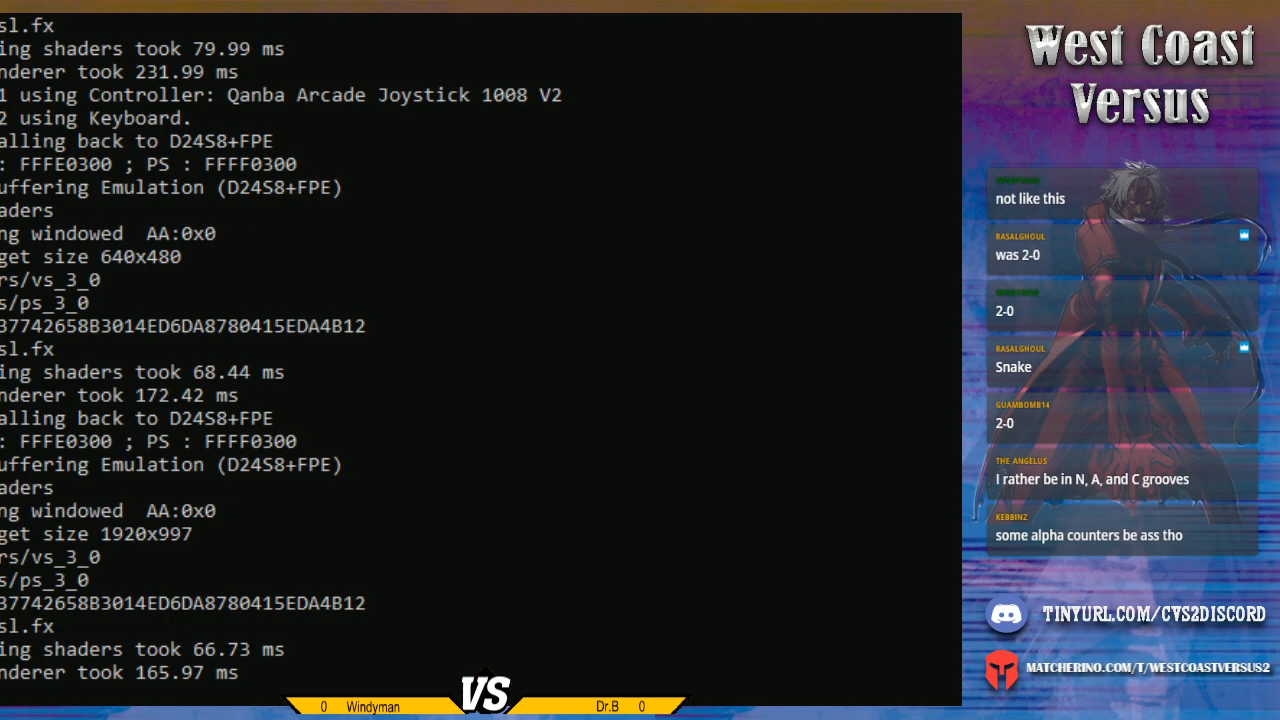 sl.fx
ing shaders took 79.99 ms
nderer took 231.99 ms
1 using Controller: Qanba Arcade Joystick 1008 V2
2 using Keyboard.
alling back to D24S8+FPE
: FFFE0300 ; PS : FFFF0300
uffering Emulation (D24S8+FPE)
aders
ng windowed  AA:0x0
get size 640x480
rs/vs_3_0
s/ps_3_0
37742658B3014ED6DA8780415EDA4B12
sl.fx
ing shaders took 68.44 ms
nderer took 172.42 ms
alling back to D24S8+FPE
: FFFE0300 ; PS : FFFF0300
uffering Emulation (D24S8+FPE)
aders
ng windowed  AA:0x0
get size 1920x997
rs/vs_3_0
s/ps_3_0
37742658B3014ED6DA8780415EDA4B12
sl.fx
ing shaders took 66.73 ms
nderer took 165.97 ms
0 Windyman VS Dr.B 0
West Coast
Versus
WINDYMAN
not like this
RASALGHOUL
was 2-0
WINDYMAN
2-0
RASALGHOUL
Snake
GUAMBOMB14
2-0
THE ANGELUS
I rather be in N, A, and C grooves
KEBBINZ
some alpha counters be ass tho
TINYURL.COM/CVS2DISCORD
MATCHERINO.COM/T/WESTCOASTVERSUS2